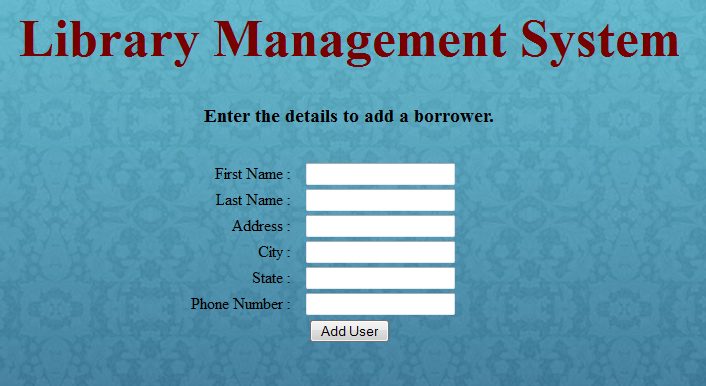 Library Management System
Enter the details to add a borrower.
First Name :
Last Name :
Address :
City :
State :
Phone Number :
Add User